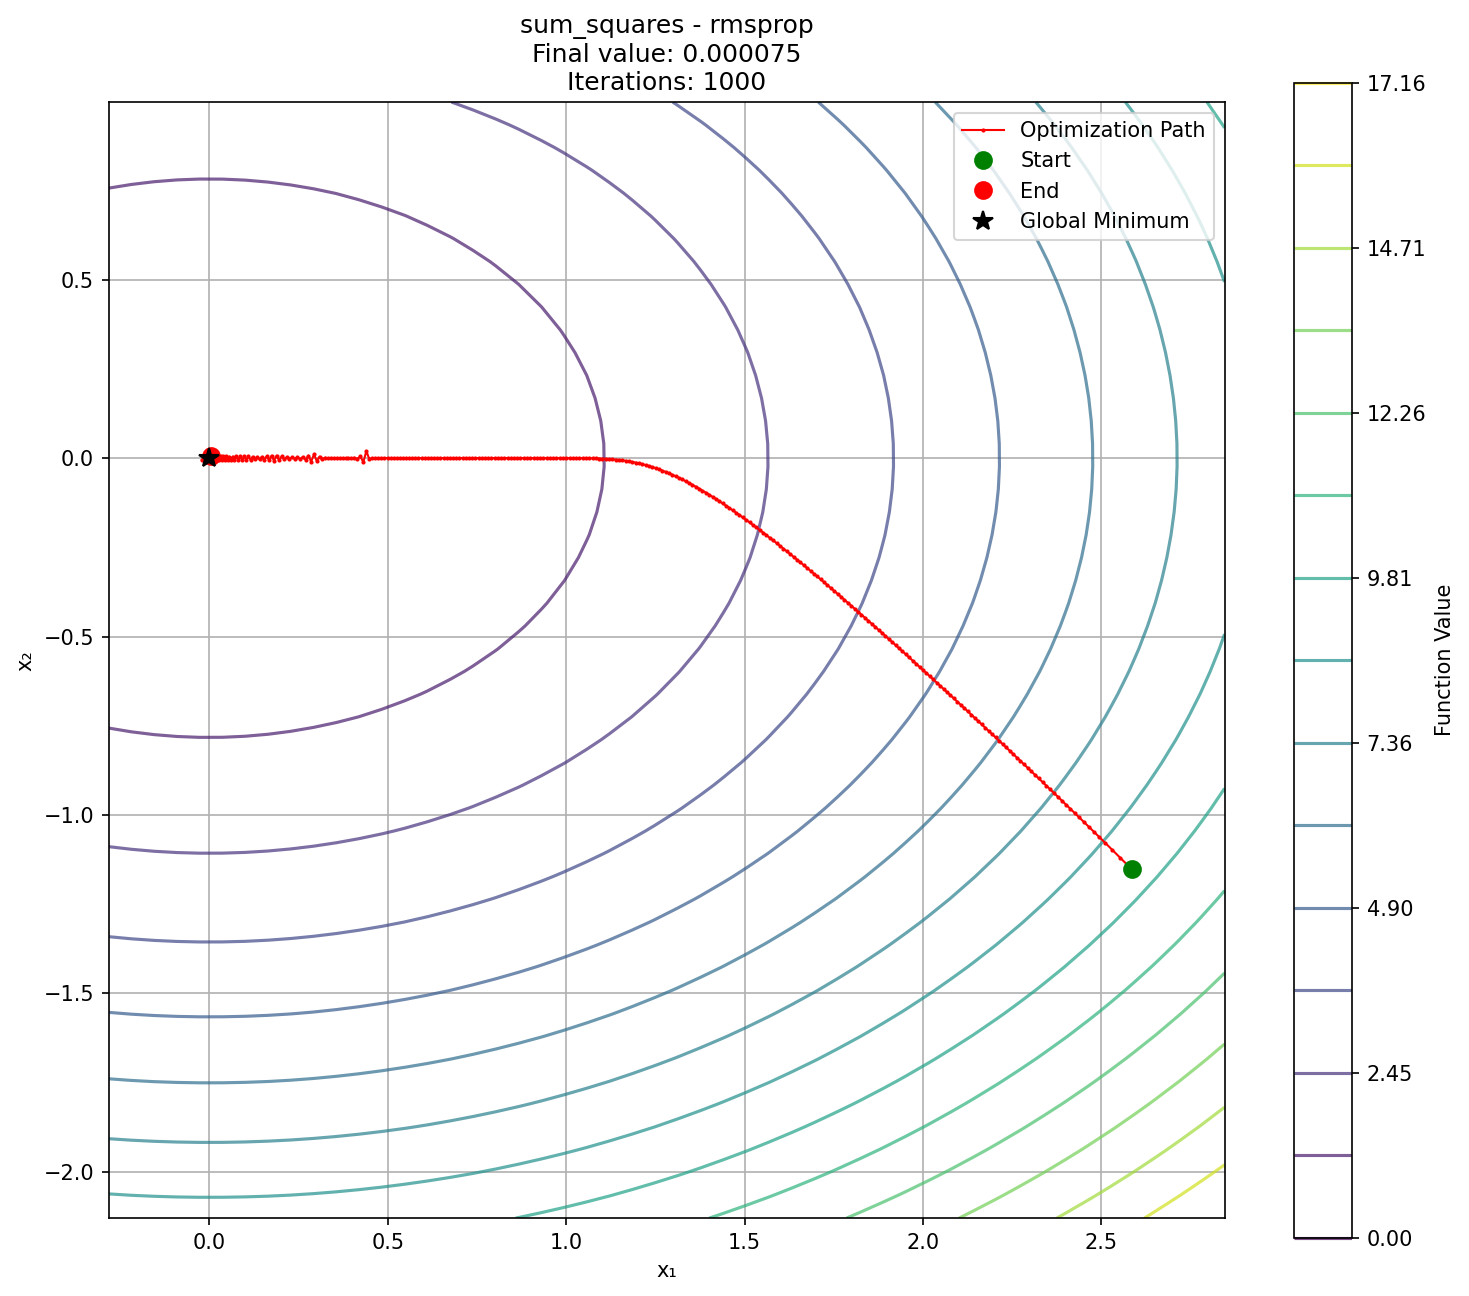 sum_squares - rmsprop
Final value: 0.000075
Iterations: 1000
Optimization Path
Start
End
Global Minimum
0.5
0.0
−0.5
−1.0
−1.5
−2.0
x₂
0.0
0.5
1.0
1.5
2.0
2.5
x₁
17.16
14.71
12.26
9.81
7.36
4.90
2.45
0.00
Function Value